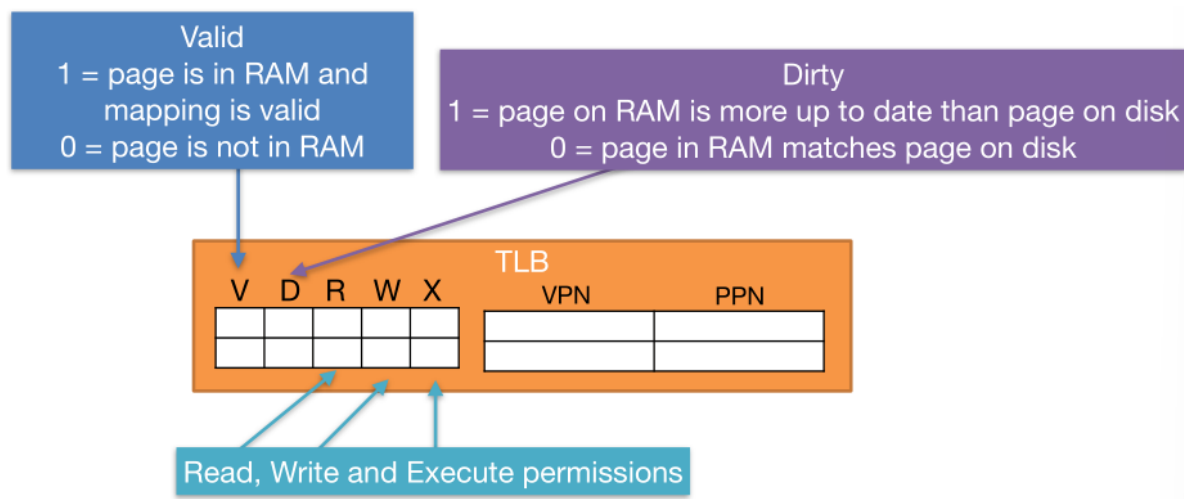 Valid
1 = page is in RAM and
mapping is valid
0 = page is not in RAM
Dirty
1 = page on RAM is more up to date than page on disk
0 = page in RAM matches page on disk
TLB
V D R W X
VPN PPN
Read, Write and Execute permissions